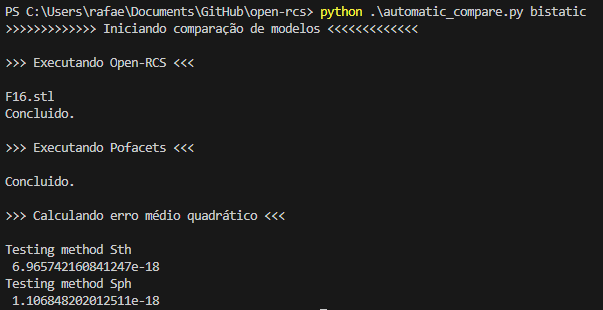 PS C:\Users\rafae\Documents\GitHub\open-rcs> python .\automatic_compare.py bistatic
>>>>>>>>>>>>> Iniciando comparação de modelos <<<<<<<<<<<<<
>>> Executando Open-RCS <<<
F16.stl
Concluido.
>>> Executando Pofacets <<<
Concluido.
>>> Calculando erro médio quadrático <<<
Testing method Sth
6.965742160841247e-18
Testing method Sph
1.106848202012511e-18